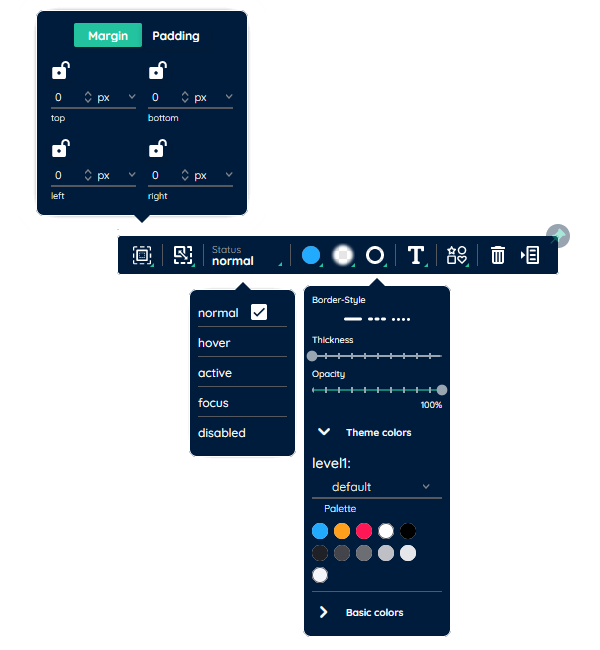 Margin Padding
0 px 0 px
top bottom
0 px 0 px
left right
Status
normal
T
normal
hover
active
focus
disabled
Border-Style
Thickness
Opacity
100%
Theme colors
level1:
default
Palette
Basic colors